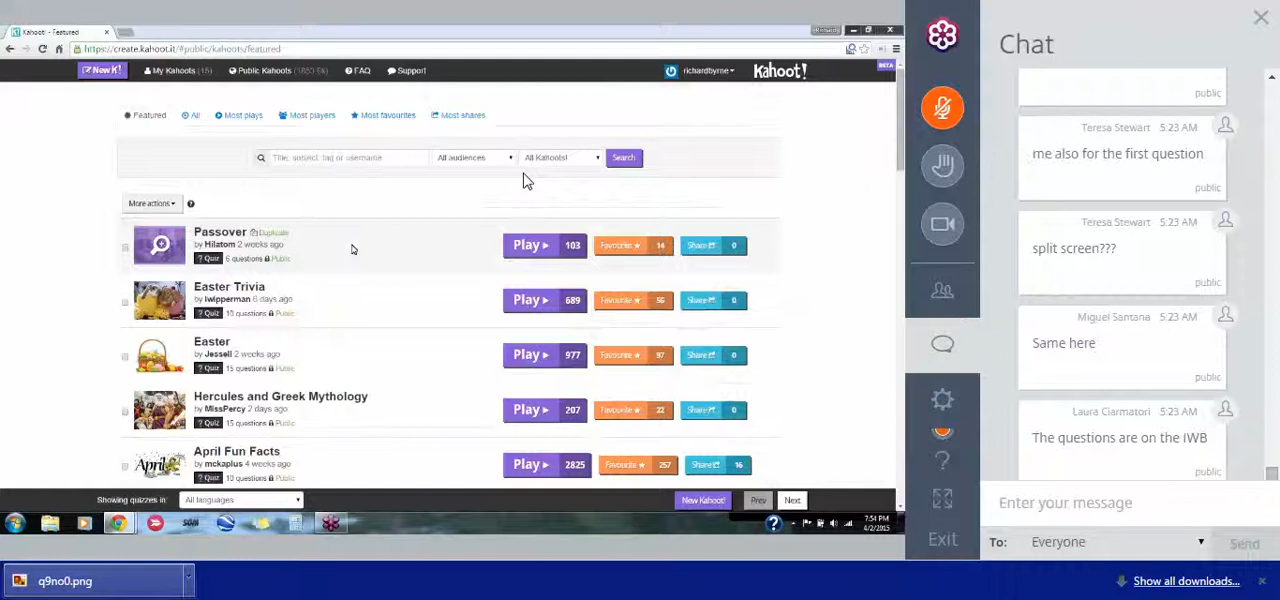 Kahoot! - Featured
(Richard)
https://create.kahoot.it/#public/kahoots/featured
New K!
My Kahoots (15)
Public Kahoots
FAQ
Support
richardbyrne
Kahoot!
BETA
Featured
All
Most plays
Most players
Most favourites
Most shares
Title, subject, tag or username
All audiences
All Kahoots!
Search
More actions
?
Passover Duplicate
by Hilatom 2 weeks ago
? Quiz 6 questions Public
Play 103
Favourite 14
Share 0
Easter Trivia
by lwipperman 6 days ago
? Quiz 10 questions Public
Play 689
Favourite 56
Share 0
Easter
by Jessell 2 weeks ago
? Quiz 15 questions Public
Play 977
Favourite 97
Share 0
Hercules and Greek Mythology
by MissPercy 2 days ago
? Quiz 15 questions Public
Play 207
Favourite 22
Share 0
April
April Fun Facts
by mckaplus 4 weeks ago
? Quiz 10 questions Public
Play 2825
Favourite 257
Share 16
Showing quizzes in
All languages
New Kahoot!
Prev
Next
7:54 PM
4/2/2015
Chat
public
Teresa Stewart 5:23 AM
me also for the first question
public
Teresa Stewart 5:23 AM
split screen???
public
Miguel Santana 5:23 AM
Same here
public
Laura Ciarmatori 5:23 AM
The questions are on the IWB
public
Enter your message
To: Everyone
Send
?
Exit
q9no0.png
Show all downloads...